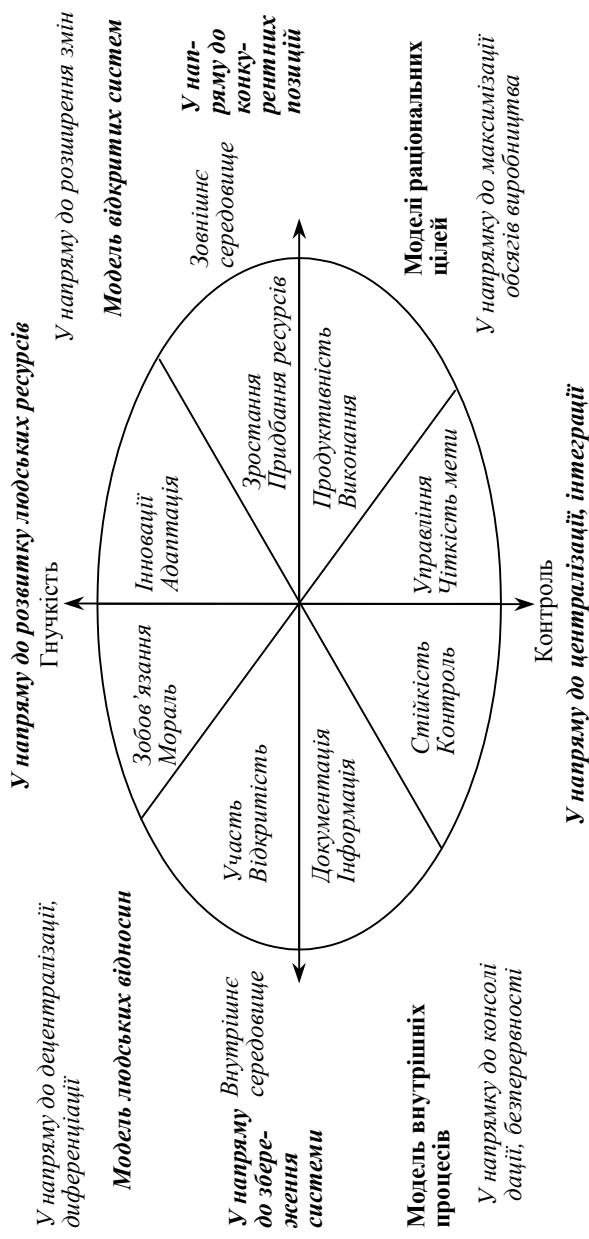 У напряму до розвитку людських ресурсів
Гнучкість
У напряму до децентралізації,
диференціації
Модель людських відносин
У напряму до розширення змін
Модель відкритих систем
Зобов’язання
Мораль
Інновації
Адаптація
Участь
Відкритість
Зростання
Придбання ресурсів
У напряму
до збере-
ження
системи
Внутрішнє
середовище
Зовнішнє
середовище
У нап-
ряму до
конку-
рентних
позицій
Документація
Інформація
Продуктивність
Виконання
Стійкість
Контроль
Управління
Чіткість мети
Модель внутрішніх
процесів
У напрямку до консолі
дації, безперервності
Моделі раціональних
цілей
У напрямку до максимізації
обсягів виробництва
Контроль
У напряму до централізації, інтеграції